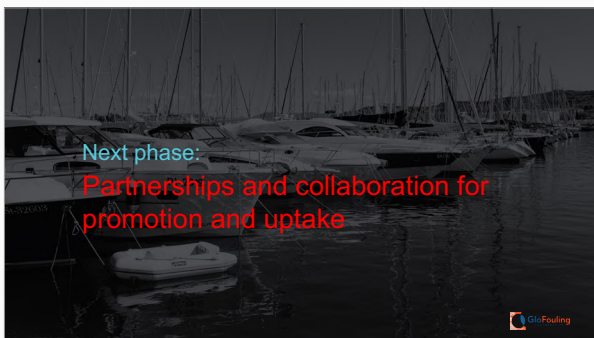 Next phase:
Partnerships and collaboration for
promotion and uptake
GloFouling